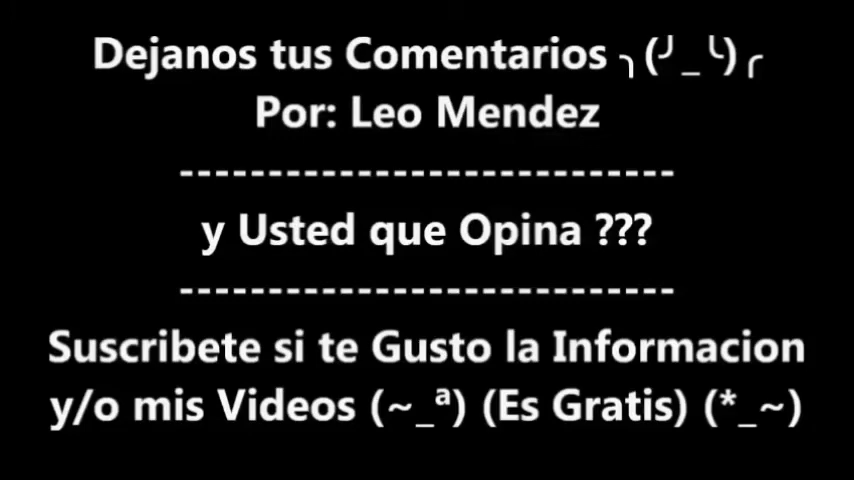 Dejanos tus Comentarios ╮(╯_╰)╭
Por: Leo Mendez
----------------------------
y Usted que Opina ???
----------------------------
Suscribete si te Gusto la Informacion
y/o mis Videos (~_ª) (Es Gratis) (*_~)